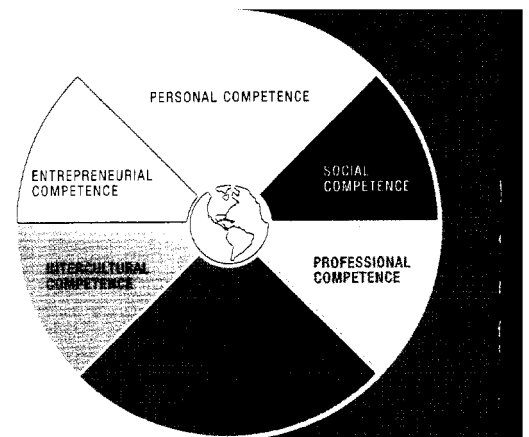 PERSONAL COMPETENCE
SOCIAL
COMPETENCE
ENTREPRENEURIAL
COMPETENCE
INTERCULTURAL
COMPETENCE
PROFESSIONAL
COMPETENCE